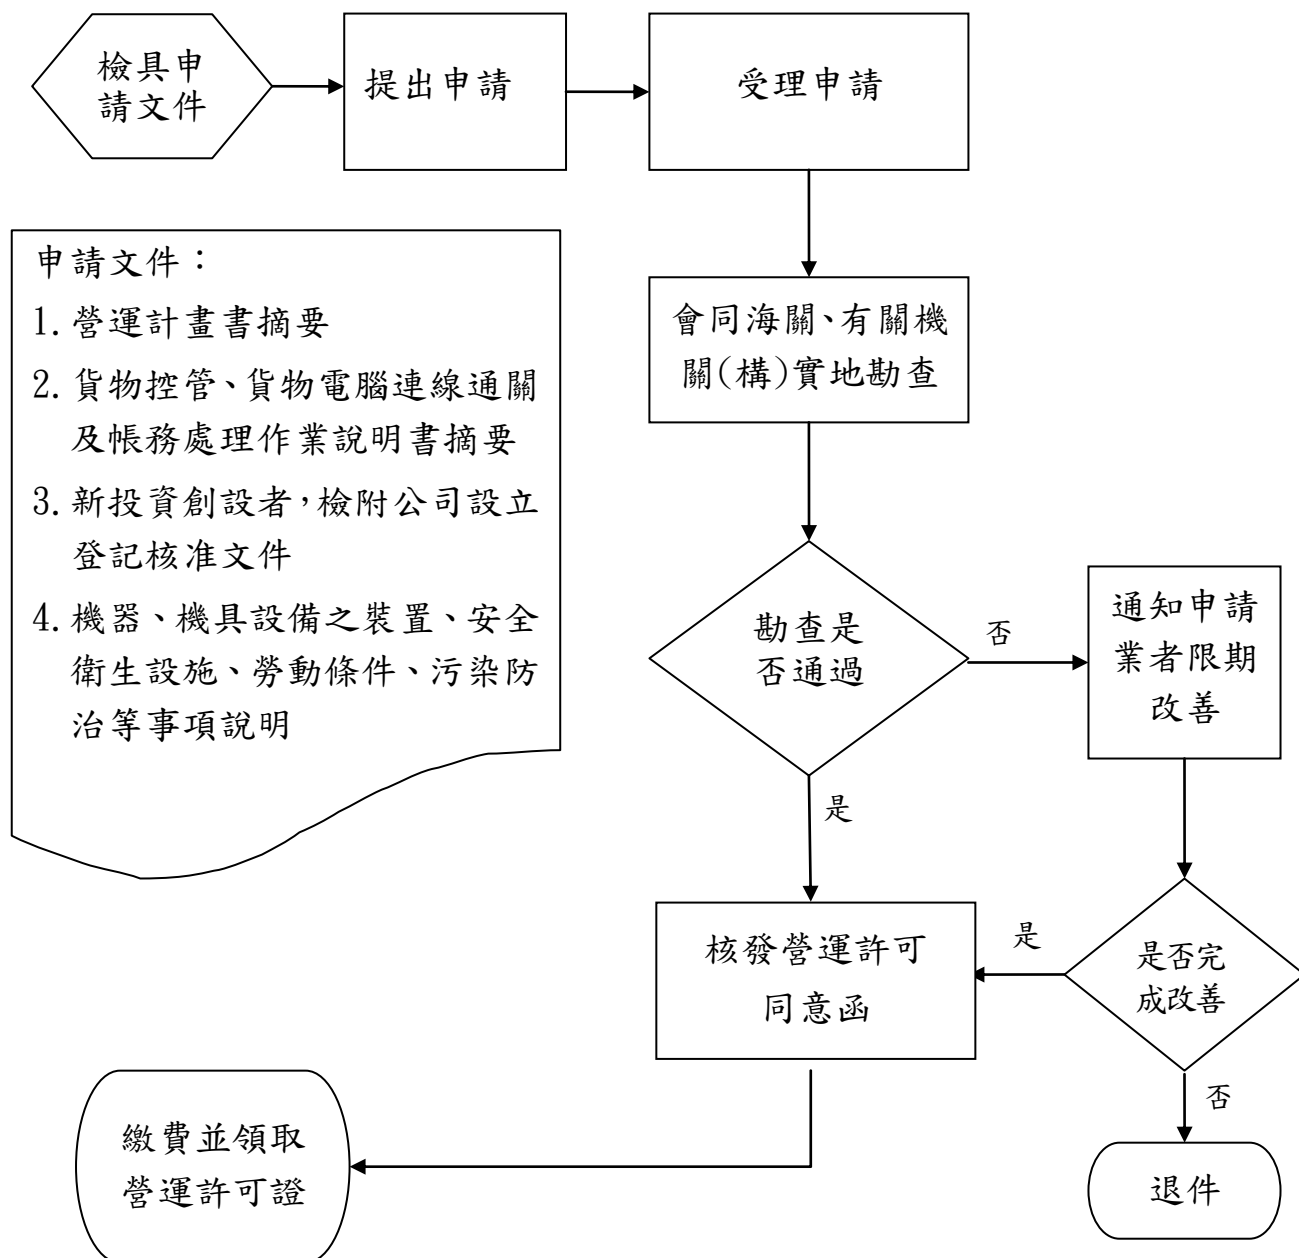 檢具申
請文件
提出申請
受理申請
申請文件：
1. 營運計畫書摘要
2. 貨物控管、貨物電腦連線通關
及帳務處理作業說明書摘要
3. 新投資創設者，檢附公司設立
登記核准文件
4. 機器、機具設備之裝置、安全
衛生設施、勞動條件、污染防
治等事項說明
會同海關、有關機
關(構)實地勘查
勘查是
否通過
否
通知申請
業者限期
改善
是
核發營運許可
同意函
是
是否完
成改善
否
繳費並領取
營運許可證
退件